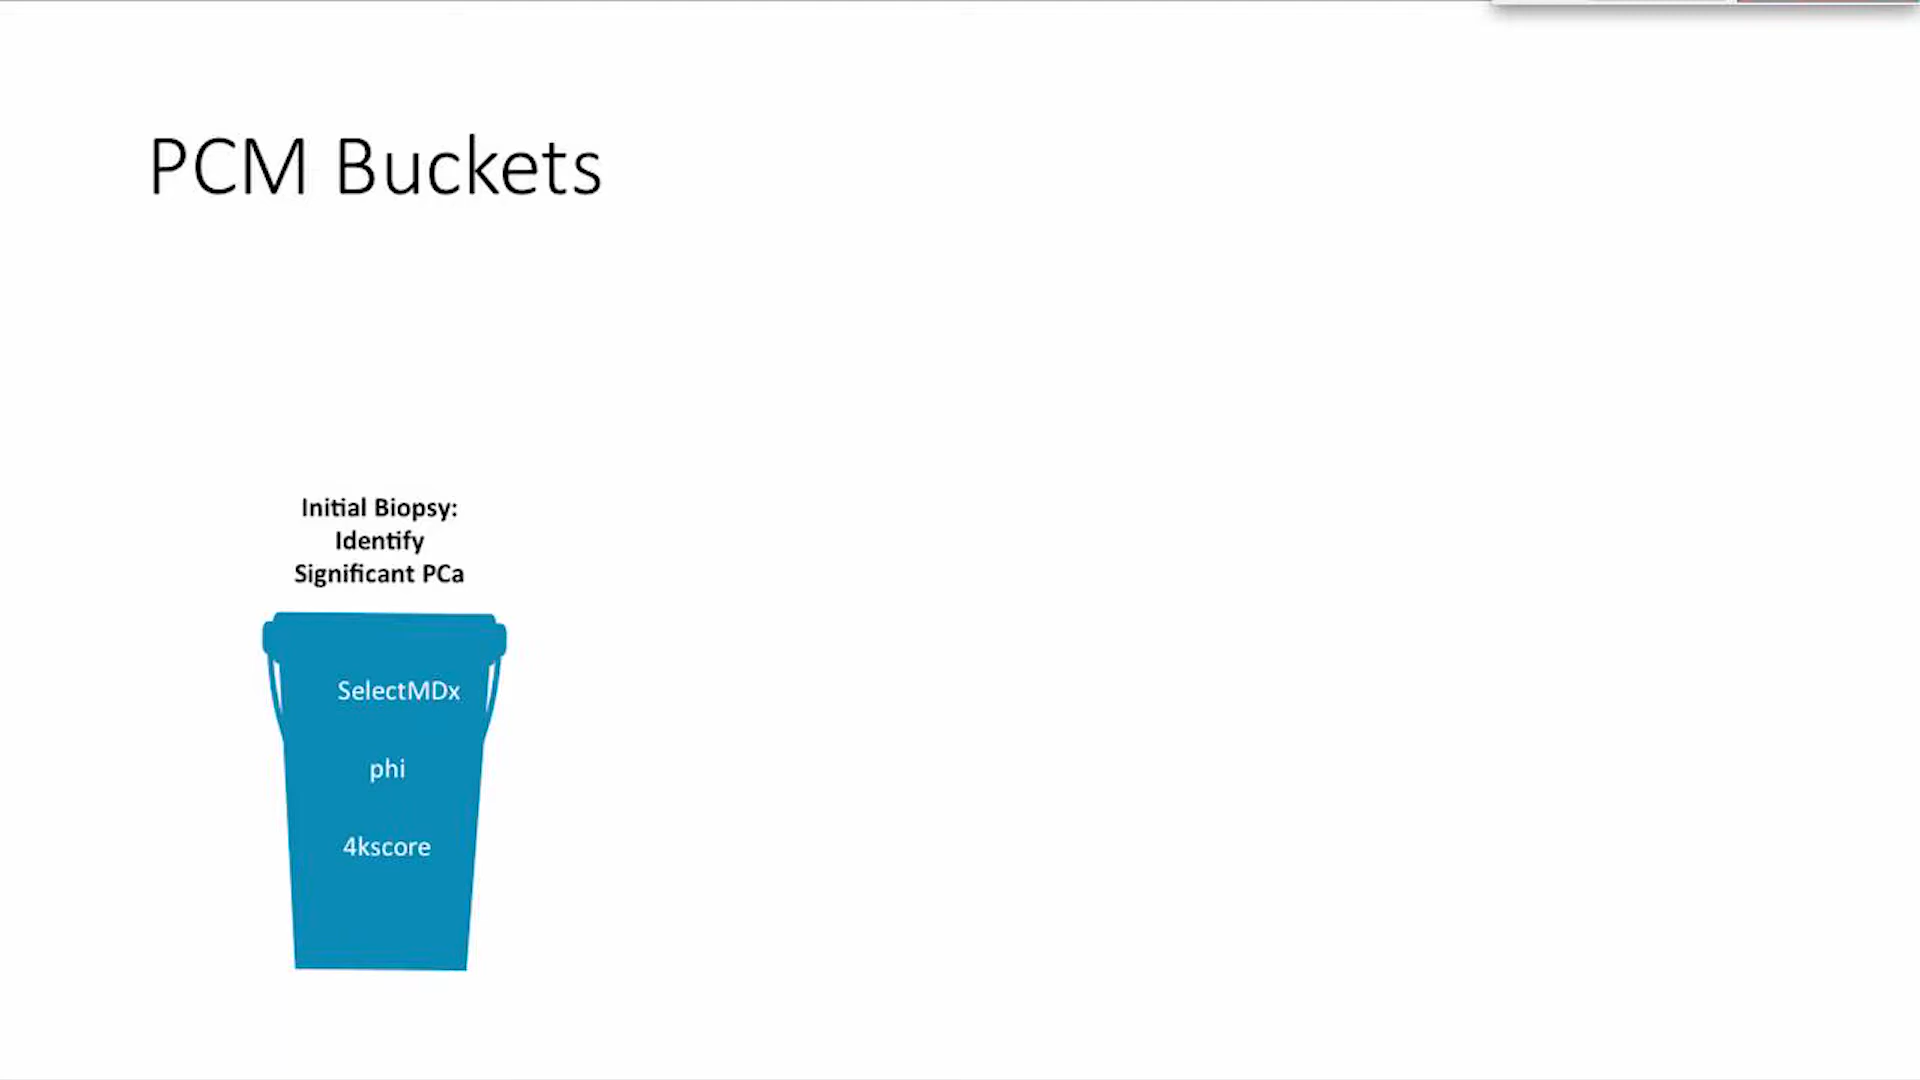 PCM Buckets
Initial Biopsy:
Identify
Significant PCa
SelectMDx
phi
4kscore